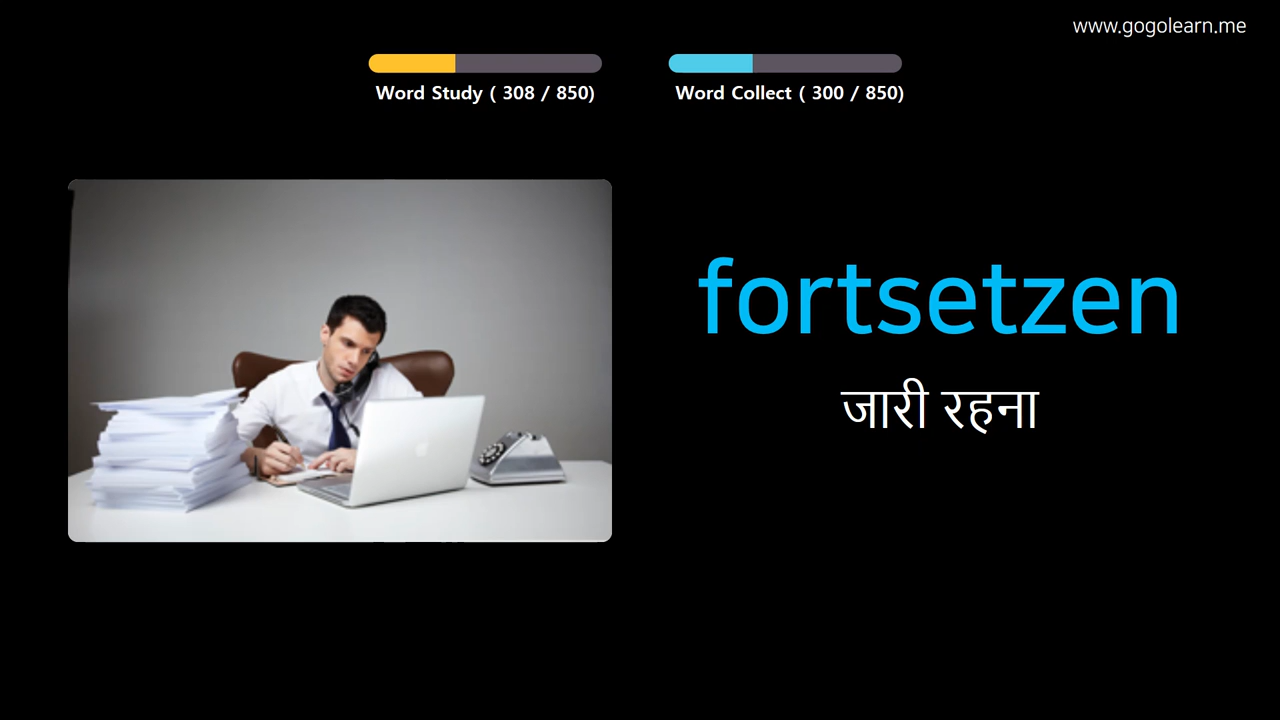 www.gogolearn.me
Word Study ( 308 / 850)
Word Collect ( 300 / 850)
fortsetzen
जारी रहना